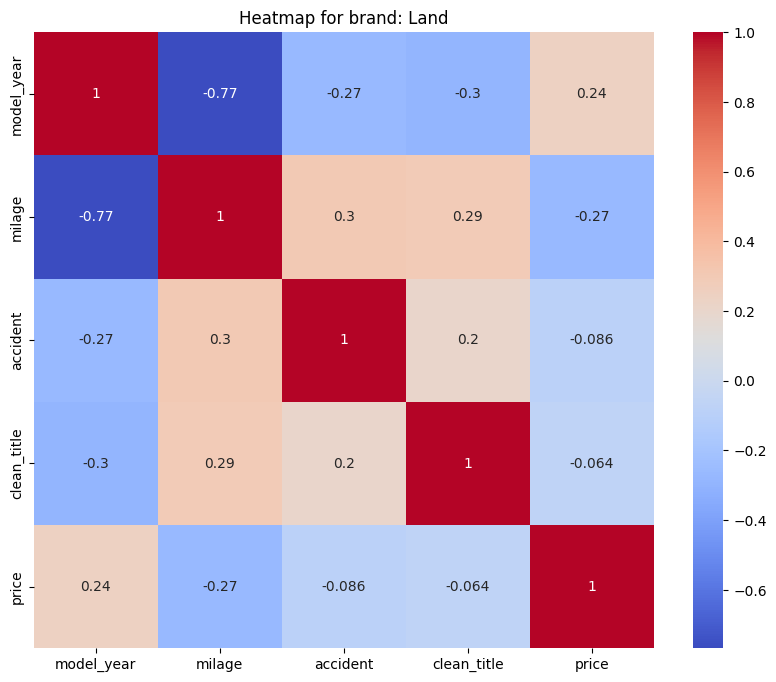 Heatmap for brand: Land
model_year 1 -0.77 -0.27 -0.3 0.24
milage -0.77 1 0.3 0.29 -0.27
accident -0.27 0.3 1 0.2 -0.086
clean_title -0.3 0.29 0.2 1 -0.064
price 0.24 -0.27 -0.086 -0.064 1
model_year milage accident clean_title price
1.0
0.8
0.6
0.4
0.2
0.0
−0.2
−0.4
−0.6